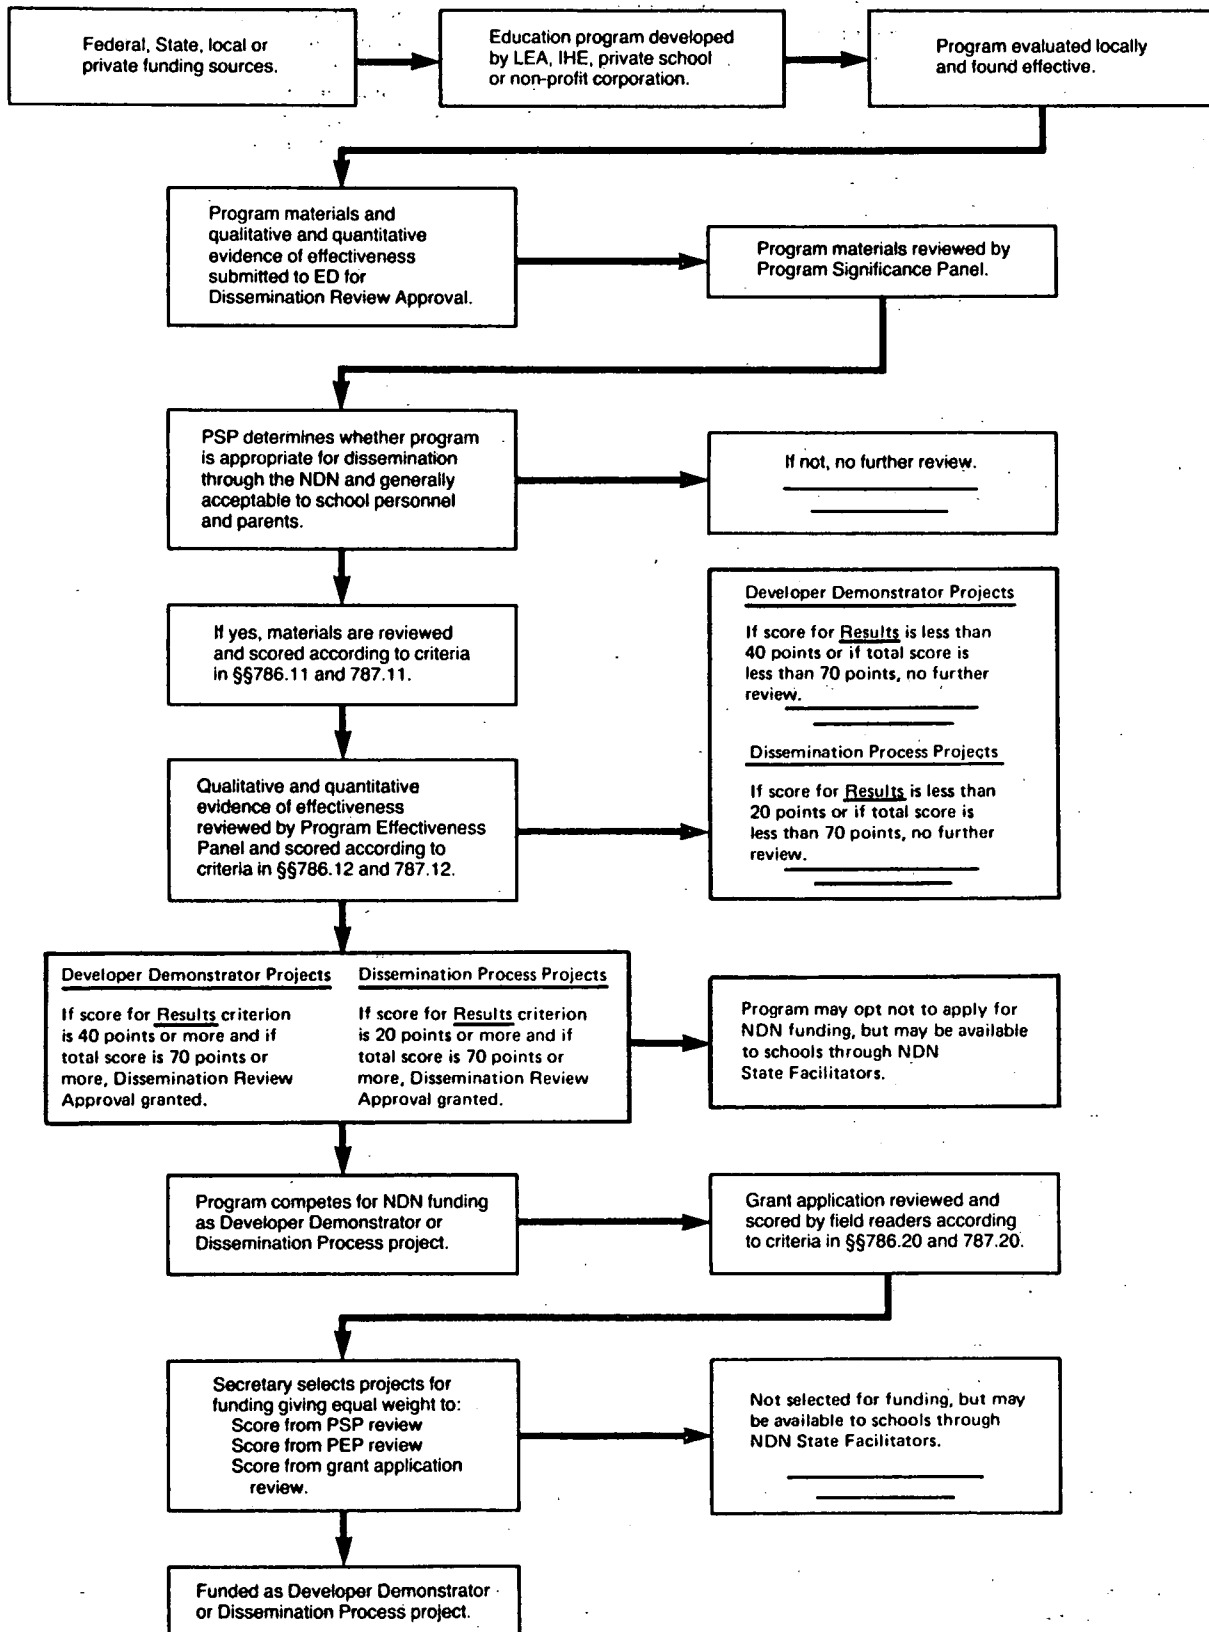 Federal, State, local or
private funding sources.
Education program developed
by LEA, IHE, private school
or non-profit corporation.
Program evaluated locally
and found effective.
Program materials and
qualitative and quantitative
evidence of effectiveness
submitted to ED for
Dissemination Review Approval.
Program materials reviewed by
Program Significance Panel.
PSP determines whether program
is appropriate for dissemination
through the NDN and generally
acceptable to school personnel
and parents.
If not, no further review.
If yes, materials are reviewed
and scored according to criteria
in §§786.11 and 787.11.
Developer Demonstrator Projects
If score for Results is less than
40 points or if total score is
less than 70 points, no further
review.
Dissemination Process Projects
If score for Results is less than
20 points or if total score is
less than 70 points, no further
review.
Qualitative and quantitative
evidence of effectiveness
reviewed by Program Effectiveness
Panel and scored according to
criteria in §§786.12 and 787.12.
Developer Demonstrator Projects
If score for Results criterion
is 40 points or more and if
total score is 70 points or
more, Dissemination Review
Approval granted.
Dissemination Process Projects
If score for Results criterion
is 20 points or more and if
total score is 70 points or
more, Dissemination Review
Approval granted.
Program may opt not to apply for
NDN funding, but may be available
to schools through NDN
State Facilitators.
Program competes for NDN funding
as Developer Demonstrator or
Dissemination Process project.
Grant application reviewed and
scored by field readers according
to criteria in §§786.20 and 787.20.
Secretary selects projects for
funding giving equal weight to:
Score from PSP review
Score from PEP review
Score from grant application
review.
Not selected for funding, but may
be available to schools through
NDN State Facilitators.
Funded as Developer Demonstrator
or Dissemination Process project.